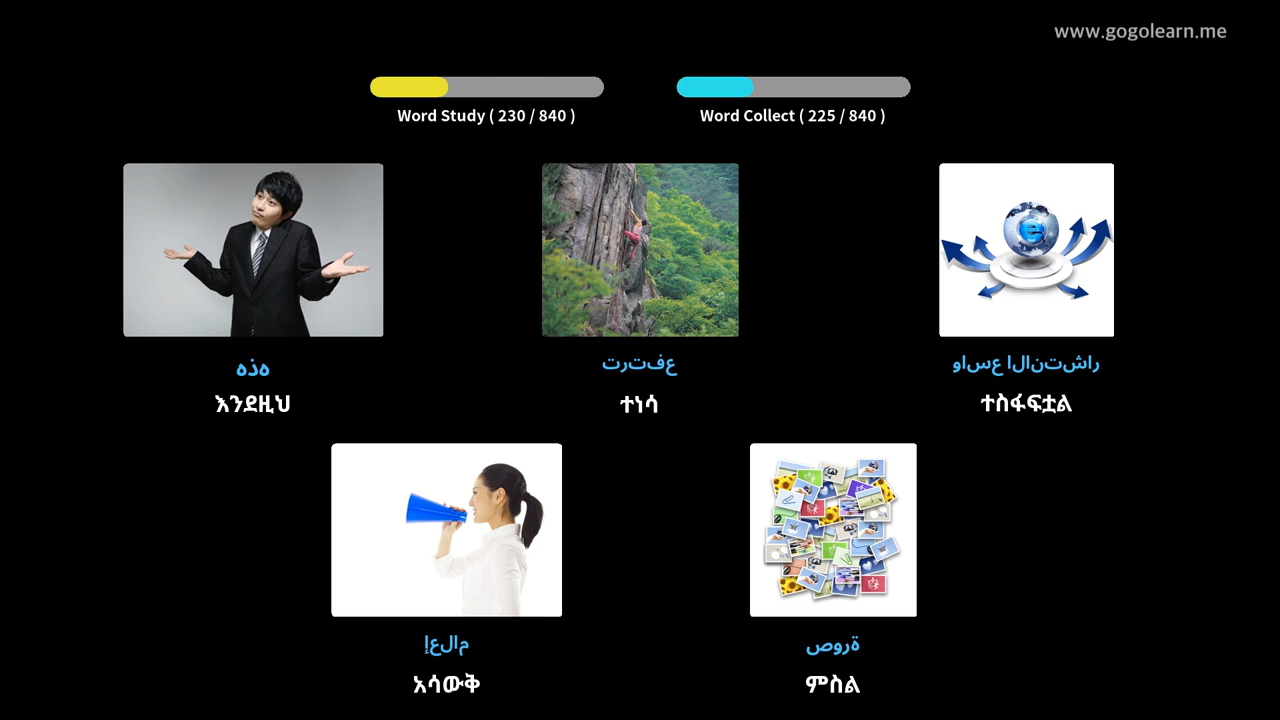 www.gogolearn.me
Word Study ( 230 / 840 )
Word Collect ( 225 / 840 )
هذه
እንደዚህ
ترتفع
ተነሳ
واسع الانتشار
ተስፋፍቷል
إعلام
አሳውቅ
صورة
ምስል